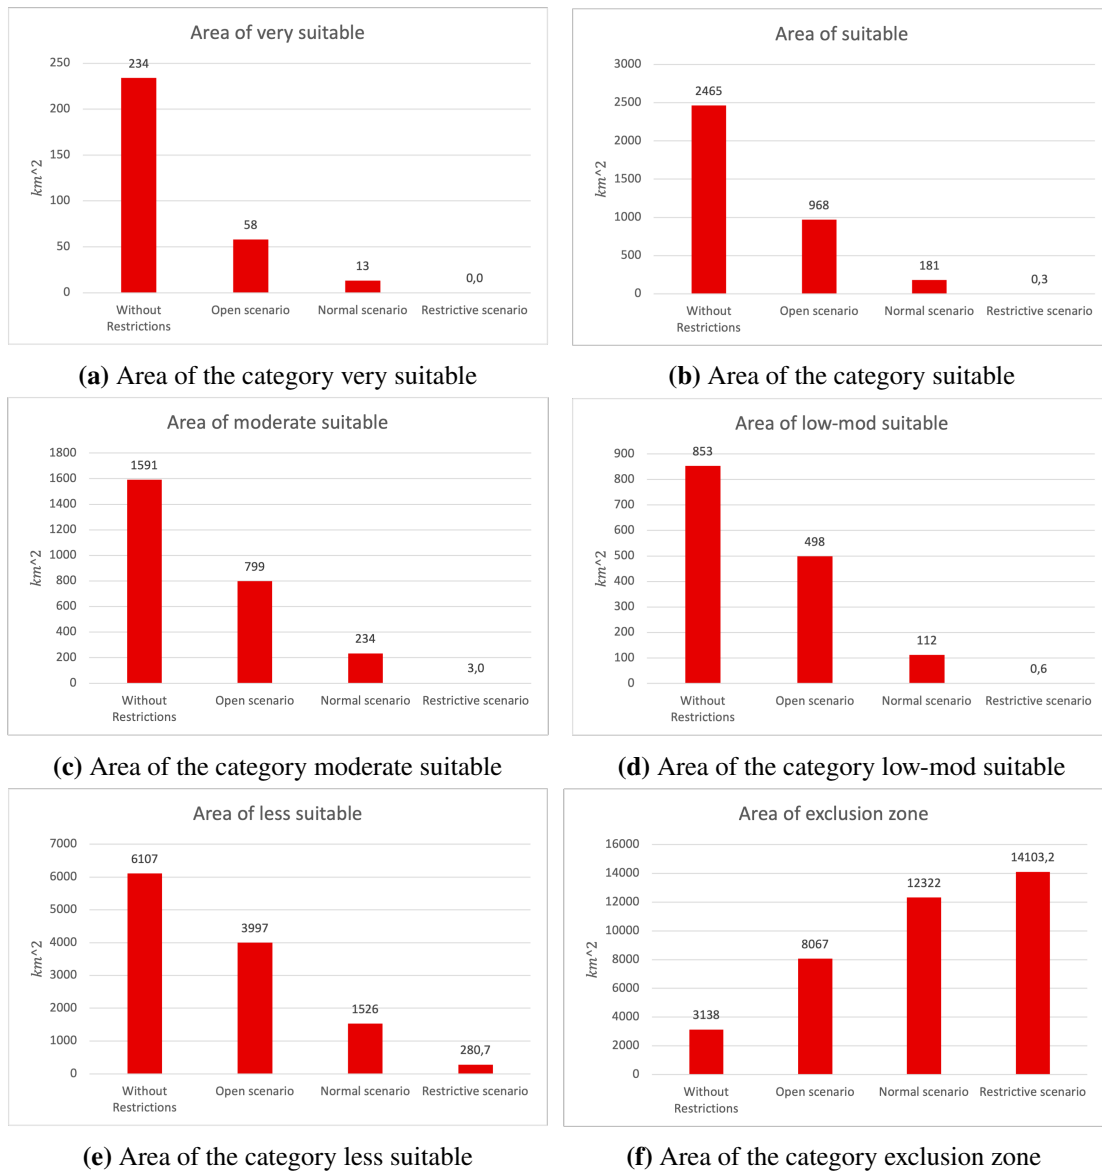 Area of very suitable
250
234
200
150
100
58
50
13
0,0
0
km^2
Without Restrictions
Open scenario
Normal scenario
Restrictive scenario
(a) Area of the category very suitable
Area of suitable
3000
2465
2500
2000
1500
968
1000
500
181
0,3
0
km^2
Without Restrictions
Open scenario
Normal scenario
Restrictive scenario
(b) Area of the category suitable
Area of moderate suitable
1800
1591
1600
1400
1200
1000
799
800
600
400
234
200
3,0
0
km^2
Without Restrictions
Open scenario
Normal scenario
Restrictive scenario
(c) Area of the category moderate suitable
Area of low-mod suitable
900
853
800
700
600
498
500
400
300
200
112
100
0,6
0
km^2
Without Restrictions
Open scenario
Normal scenario
Restrictive scenario
(d) Area of the category low-mod suitable
Area of less suitable
7000
6107
6000
5000
3997
4000
3000
2000
1526
1000
280,7
0
km^2
Without Restrictions
Open scenario
Normal scenario
Restrictive scenario
(e) Area of the category less suitable
Area of exclusion zone
16000
14103,2
14000
12322
12000
10000
8067
8000
6000
4000
3138
2000
0
km^2
Without Restrictions
Open scenario
Normal scenario
Restrictive scenario
(f) Area of the category exclusion zone